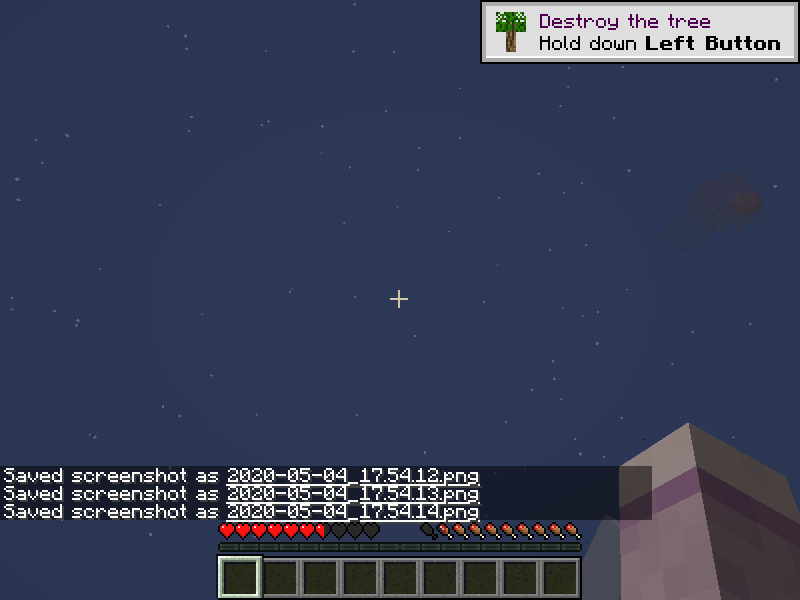 Destroy the tree
Hold down Left Button
Saved screenshot as 2020-05-04_17.54.12.png
Saved screenshot as 2020-05-04_17.54.13.png
Saved screenshot as 2020-05-04_17.54.14.png